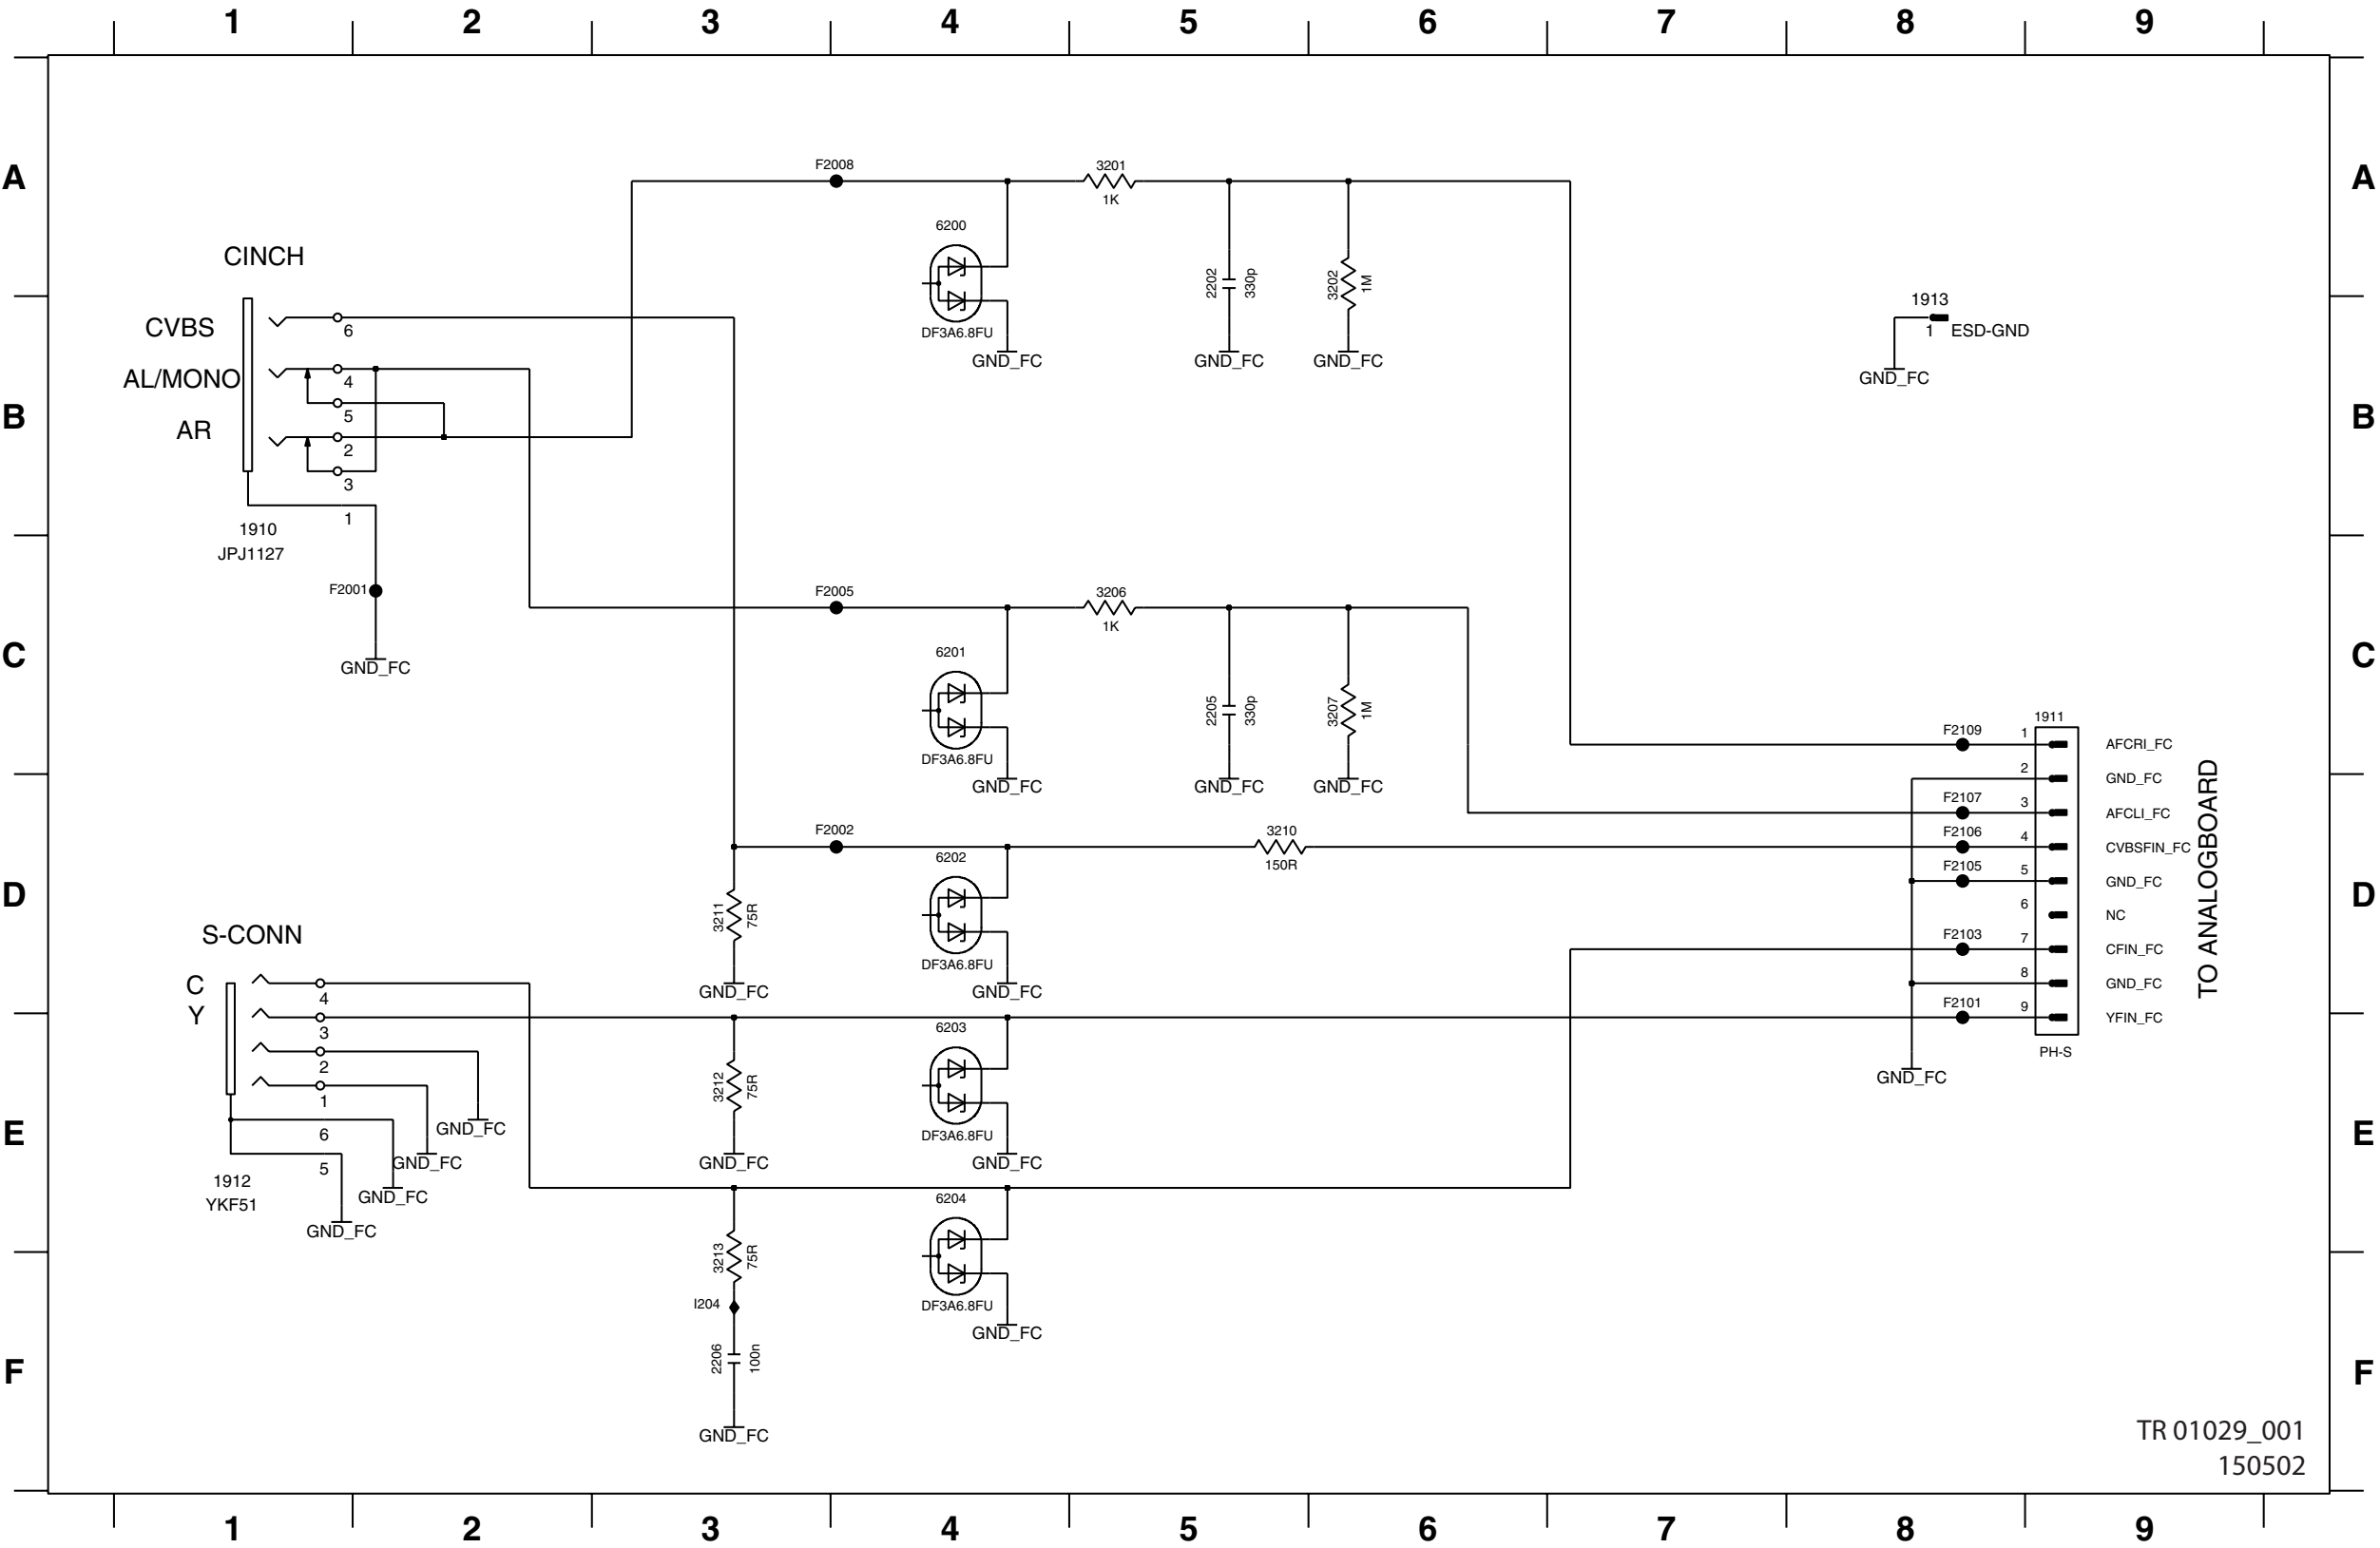 1 2 3 4 5 6 7 8 9
A A
F2008
3201
1K
6200
DF3A6.8FU
GND_FC
2202
330p
GND_FC
3202
1M
GND_FC
CINCH
CVBS
AL/MONO
AR
6
4
5
2
3
1
1910
JPJ1127
F2001
GND_FC
1913
1 ESD-GND
GND_FC
B B
F2005
3206
1K
6201
DF3A6.8FU
GND_FC
2205
330p
GND_FC
3207
1M
GND_FC
C C
F2002
6202
DF3A6.8FU
GND_FC
3210
150R
3211
75R
GND_FC
1911
F2109 1 AFCRI_FC
2 GND_FC
F2107 3 AFCLI_FC
F2106 4 CVBSFIN_FC
F2105 5 GND_FC
6 NC
F2103 7 CFIN_FC
8 GND_FC
F2101 9 YFIN_FC
PH-S
GND_FC
TO ANALOGBOARD
D D
S-CONN
C
Y
4
3
2
1
6
5
1912
YKF51
GND_FC
GND_FC
GND_FC
GND_FC
3212
75R
GND_FC
6203
DF3A6.8FU
GND_FC
E E
3213
75R
I204
2206
100n
GND_FC
6204
DF3A6.8FU
GND_FC
F F
TR 01029_001
150502
1 2 3 4 5 6 7 8 9